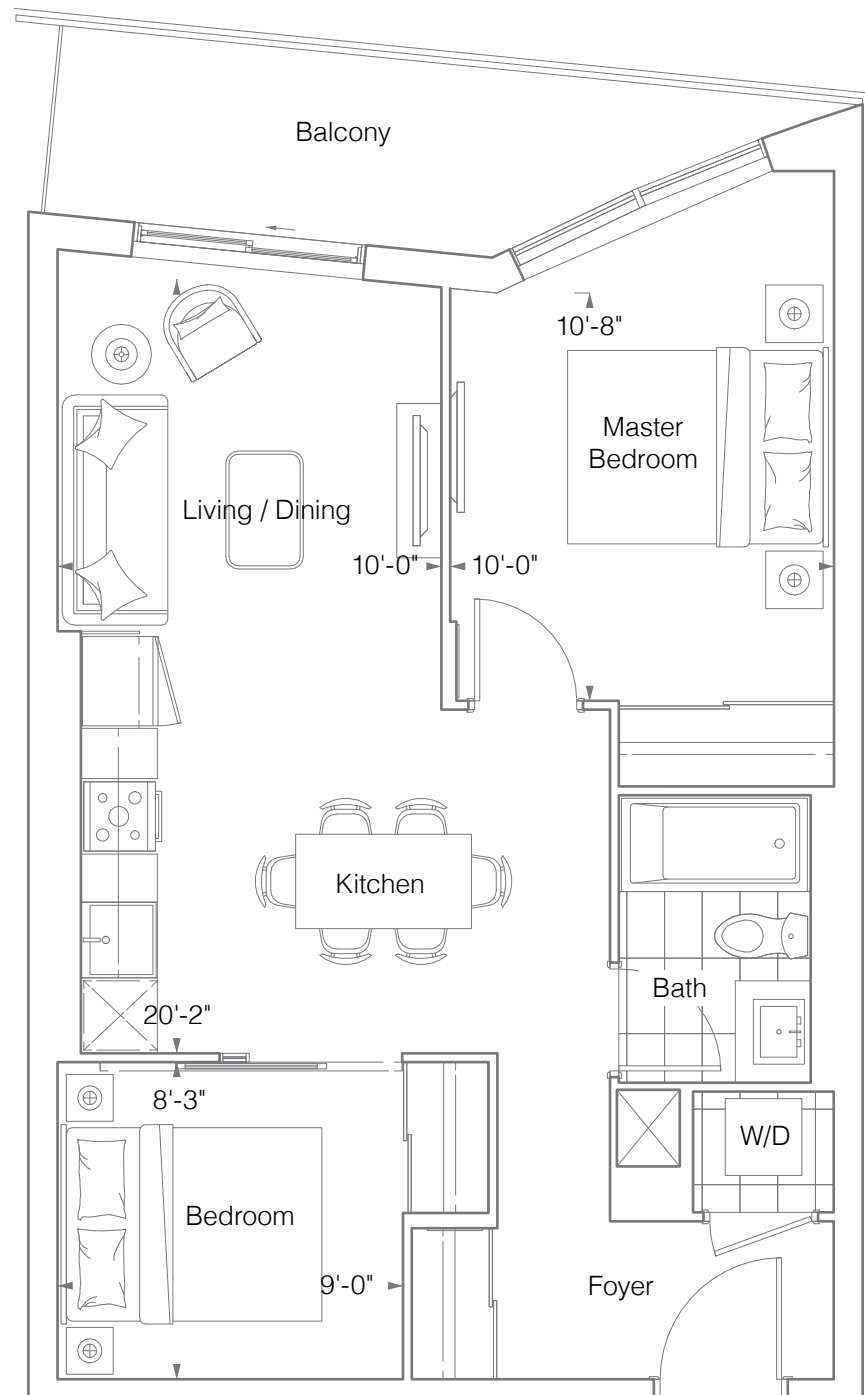 Balcony
10'-8"
Master
Bedroom
Living / Dining
10'-0" 10'-0"
Kitchen
Bath
20'-2"
8'-3"
W/D
Bedroom
9'-0"
Foyer